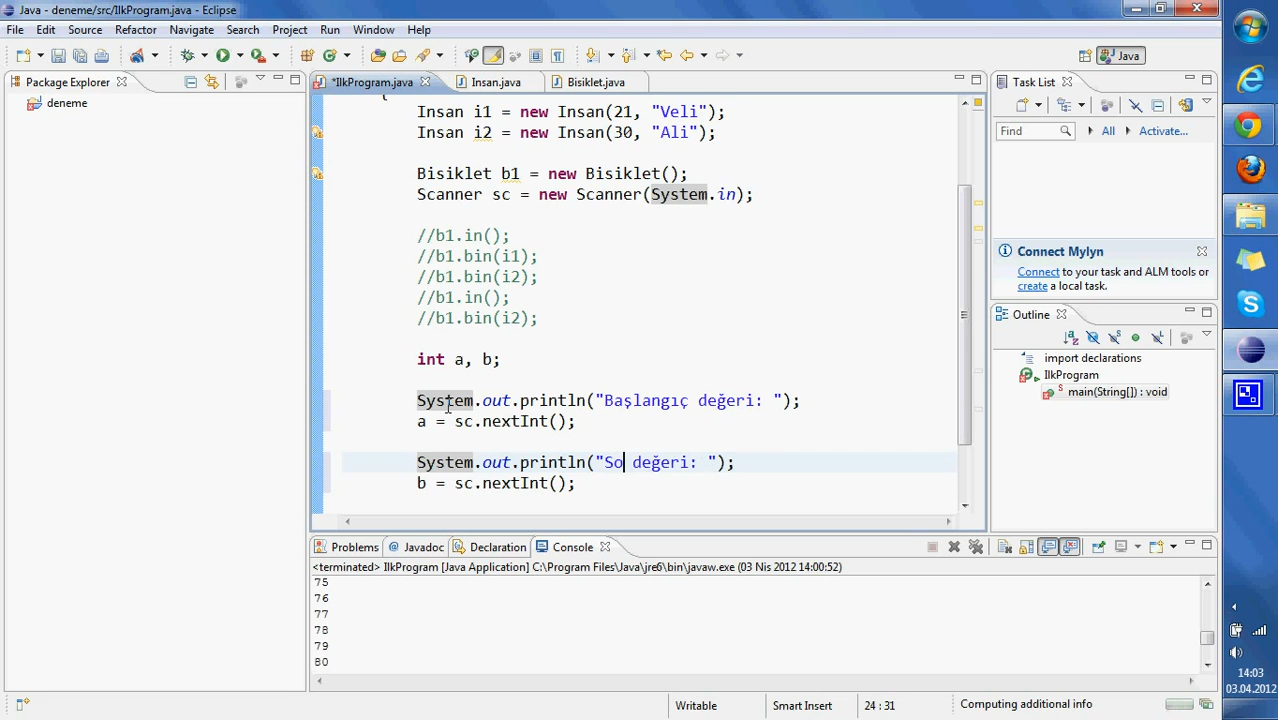 Java - deneme/src/IlkProgram.java - Eclipse
File Edit Source Refactor Navigate Search Project Run Window Help
Java
Package Explorer
deneme
*IlkProgram.java Insan.java Bisiklet.java
{
Insan i1 = new Insan(21, "Veli");
Insan i2 = new Insan(30, "Ali");
Bisiklet b1 = new Bisiklet();
Scanner sc = new Scanner(System.in);
//b1.in();
//b1.bin(i1);
//b1.bin(i2);
//b1.in();
//b1.bin(i2);
int a, b;
System.out.println("Başlangıç değeri: ");
a = sc.nextInt();
System.out.println("So değeri: ");
b = sc.nextInt();
Task List
Find All Activate...
Connect Mylyn
Connect to your task and ALM tools or
create a local task.
Outline
import declarations
IlkProgram
main(String[]) : void
Problems Javadoc Declaration Console
<terminated> IlkProgram [Java Application] C:\Program Files\Java\jre6\bin\javaw.exe (03 Nis 2012 14:00:52)
75
76
77
78
79
80
Writable Smart Insert 24 : 31 Computing additional info
14:03
03.04.2012